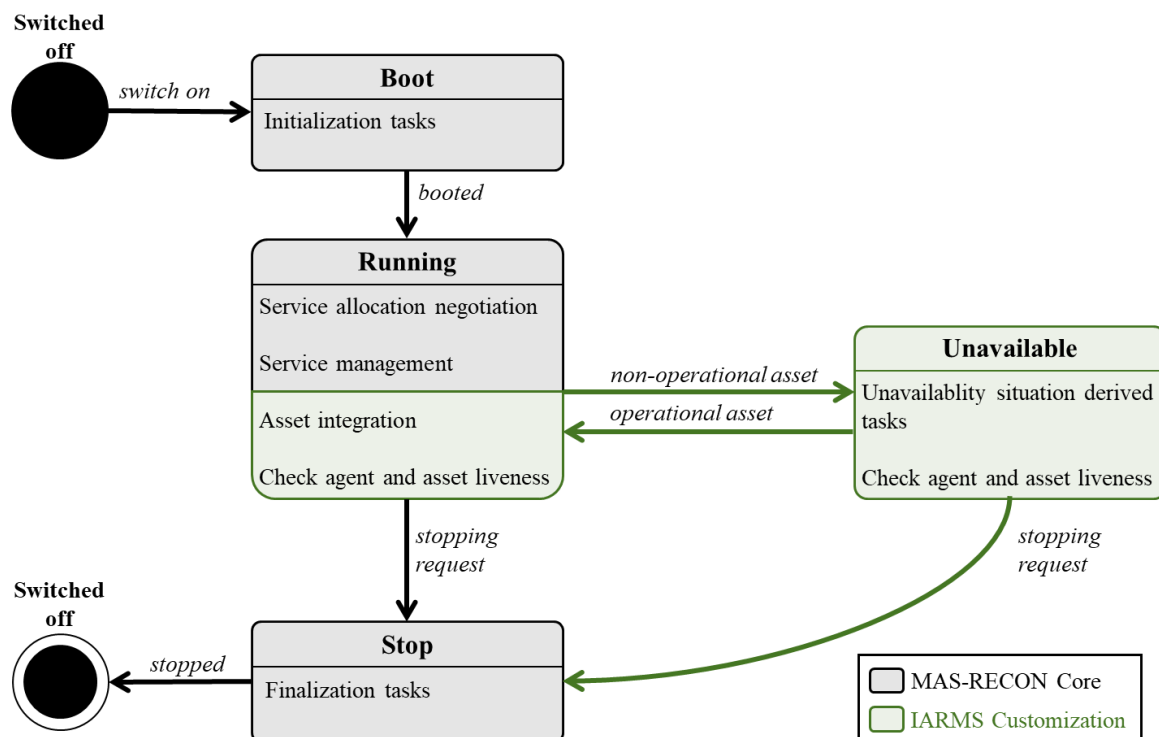 Switched
off
switch on
Boot
Initialization tasks
booted
Running
Service allocation negotiation
Service management
Asset integration
Check agent and asset liveness
non-operational asset
operational asset
Unavailable
Unavailablity situation derived
tasks
Check agent and asset liveness
stopping
request
stopping
request
Switched
off
stopped
Stop
Finalization tasks
MAS-RECON Core
IARMS Customization